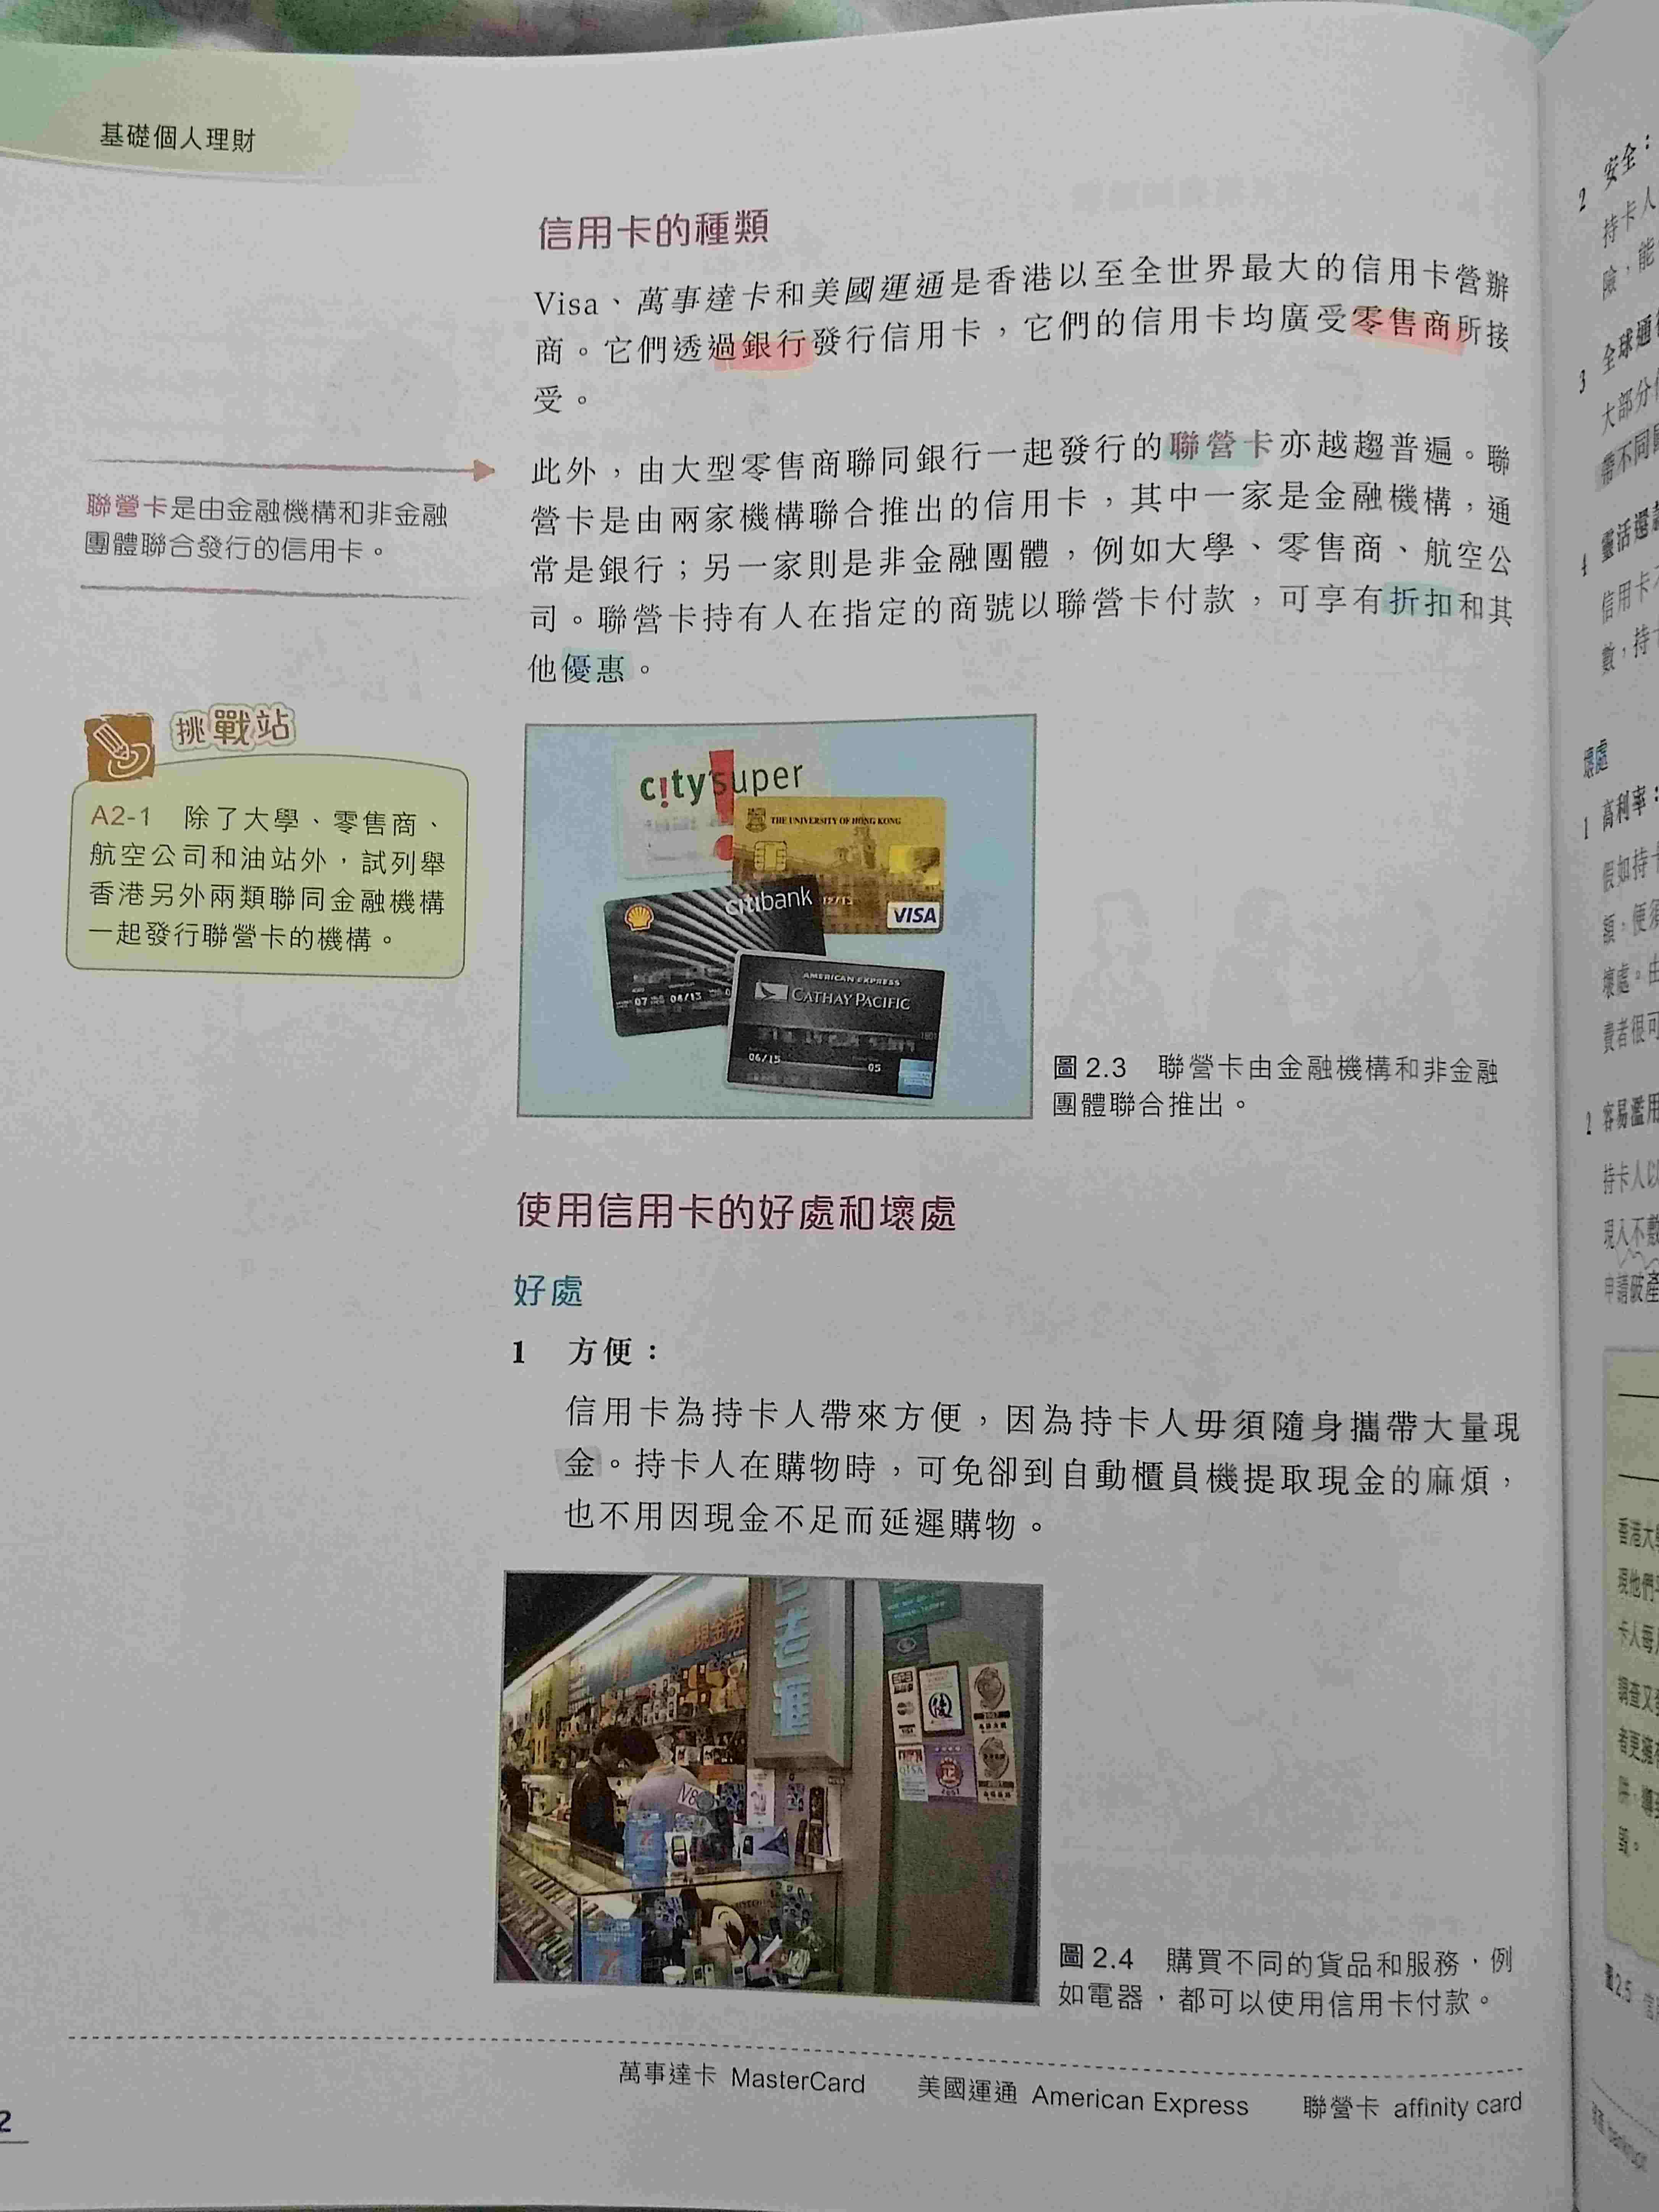 基礎個人理財
信用卡的種類
Visa、萬事達卡和美國運通是香港以至全世界最大的信用卡營辦
商。它們透過銀行發行信用卡，它們的信用卡均廣受零售商所接
受。
此外，由大型零售商聯同銀行一起發行的聯營卡亦越趨普遍。聯
營卡是由兩家機構聯合推出的信用卡，其中一家是金融機構，通
常是銀行；另一家則是非金融團體，例如大學、零售商、航空公
司。聯營卡持有人在指定的商號以聯營卡付款，可享有折扣和其
他優惠。
聯營卡是由金融機構和非金融
團體聯合發行的信用卡。
挑戰站
A2-1 除了大學、零售商、
航空公司和油站外，試列舉
香港另外兩類聯同金融機構
一起發行聯營卡的機構。
c!ty'super
THE UNIVERSITY OF HONG KONG
VISA
citibank
07 04/13
AMERICAN EXPRESS
CATHAY PACIFIC
06/15
05
圖 2.3 聯營卡由金融機構和非金融
團體聯合推出。
使用信用卡的好處和壞處
好處
1 方便：
信用卡為持卡人帶來方便，因為持卡人毋須隨身攜帶大量現
金。持卡人在購物時，可免卻到自動櫃員機提取現金的麻煩，
也不用因現金不足而延遲購物。
現金券
V8
EPS
VISA
圖 2.4 購買不同的貨品和服務，例
如電器，都可以使用信用卡付款。
萬事達卡 MasterCard 美國運通 American Express 聯營卡 affinity card
2
2 安全：
持卡人
險，能
3 全球通
大部分
帶不同
4 靈活還
信用卡
數，持
壞處
1 高利率：
假如持
額，便須
壞處。由
費者很可
2 容易濫用
持卡人以
現入不敷
申請破產
香港大
現他們
卡人每
調查又
者更擁
圖 2.5